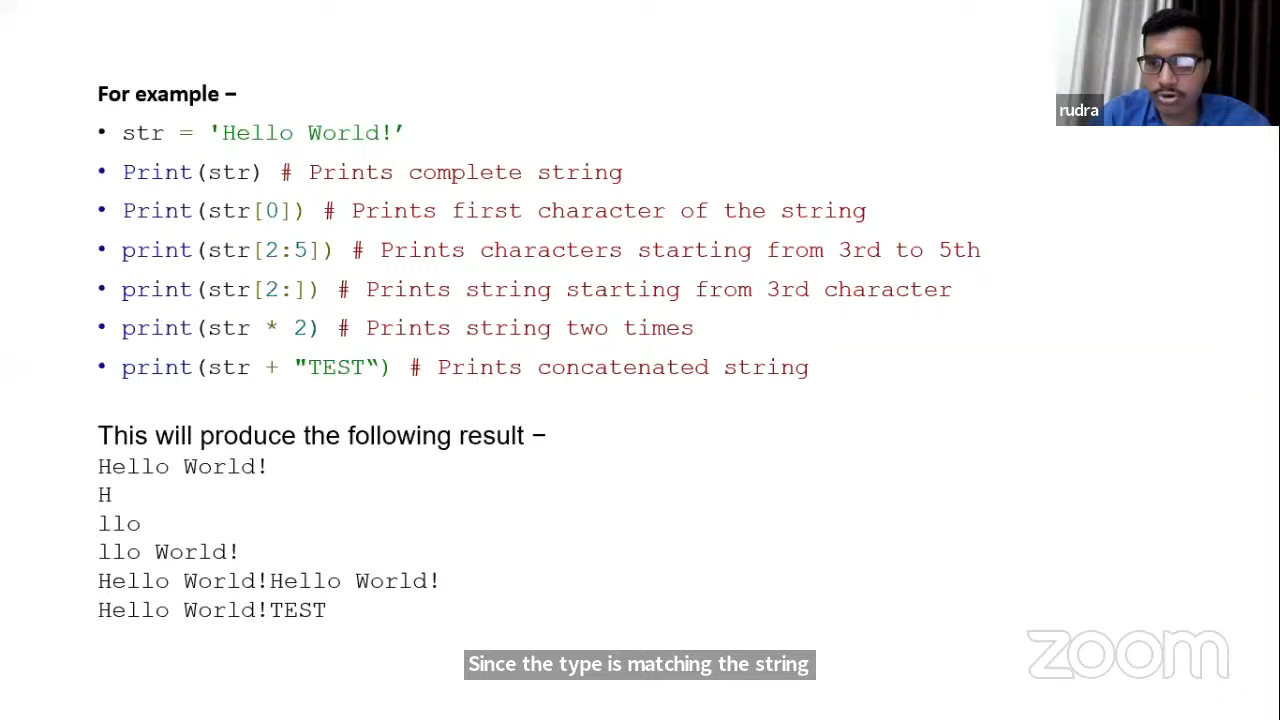 For example –
• str = 'Hello World!’
• Print(str) # Prints complete string
• Print(str[0]) # Prints first character of the string
• print(str[2:5]) # Prints characters starting from 3rd to 5th
• print(str[2:]) # Prints string starting from 3rd character
• print(str * 2) # Prints string two times
• print(str + "TEST“) # Prints concatenated string
This will produce the following result –
Hello World!
H
llo
llo World!
Hello World!Hello World!
Hello World!TEST
rudra
Since the type is matching the string
zoom